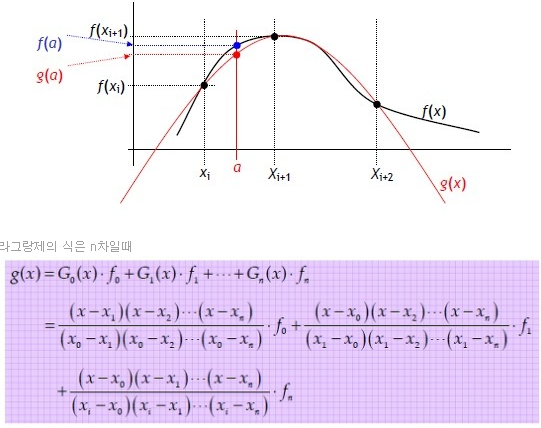 f(xi+1)
f(a)
g(a)
f(xi)
f(x)
xi a Xi+1 Xi+2
g(x)
라그랑제의 식은 n차일때
g(x) = G₀(x)·f₀ + G₁(x)·f₁ + ⋯ + Gₙ(x)·fₙ
= (x−x₁)(x−x₂)⋯(x−xₙ) / (x₀−x₁)(x₀−x₂)⋯(x₀−xₙ) · f₀ + (x−x₀)(x−x₂)⋯(x−xₙ) / (x₁−x₀)(x₁−x₂)⋯(x₁−xₙ) · f₁
+ (x−x₀)(x−x₁)⋯(x−xₙ) / (xᵢ−x₀)(xᵢ−x₁)⋯(xᵢ−xₙ) · fₙ